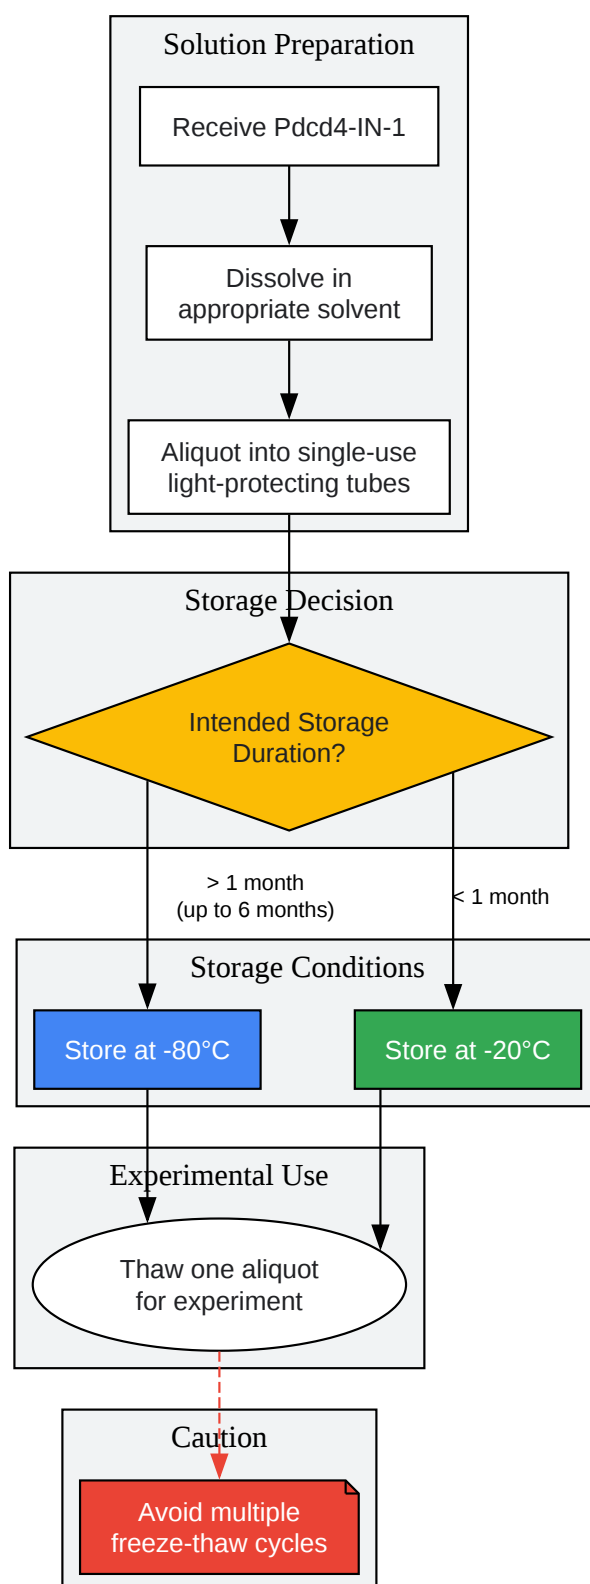 Solution Preparation
Receive Pdcd4-IN-1
Dissolve in
appropriate solvent
Aliquot into single-use
light-protecting tubes
Storage Decision
Intended Storage
Duration?
> 1 month
(up to 6 months)
< 1 month
Storage Conditions
Store at -80°C
Store at -20°C
Experimental Use
Thaw one aliquot
for experiment
Caution
Avoid multiple
freeze-thaw cycles